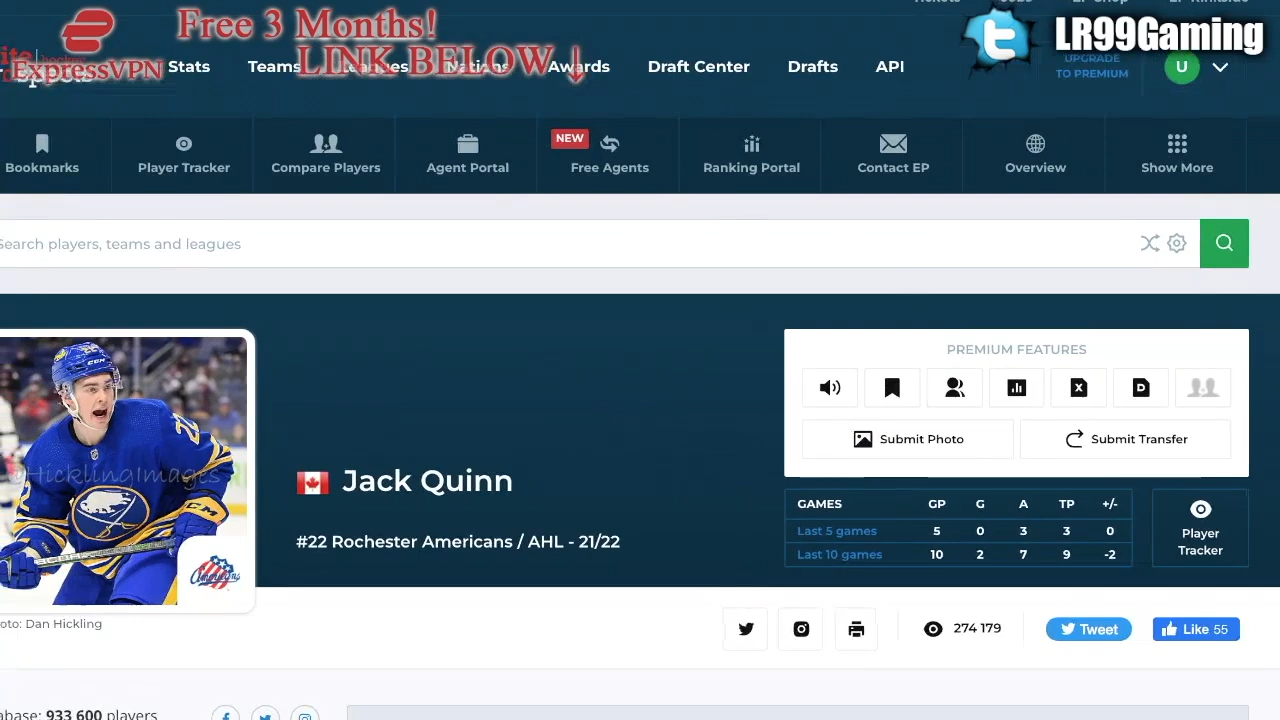 Free 3 Months!
LINK BELOW ↓
ExpressVPN
LR99Gaming
Stats
Teams
Leagues
Nations
Awards
Draft Center
Drafts
API
UPGRADE
TO PREMIUM
U
Bookmarks
Player Tracker
Compare Players
Agent Portal
NEW
Free Agents
Ranking Portal
Contact EP
Overview
Show More
Search players, teams and leagues
PREMIUM FEATURES
Submit Photo
Submit Transfer
Jack Quinn
#22 Rochester Americans / AHL - 21/22
GAMES GP G A TP +/-
Last 5 games 5 0 3 3 0
Last 10 games 10 2 7 9 -2
Player
Tracker
HicklingImages
oto: Dan Hickling
274 179
Tweet
Like 55
abase: 933 600 players